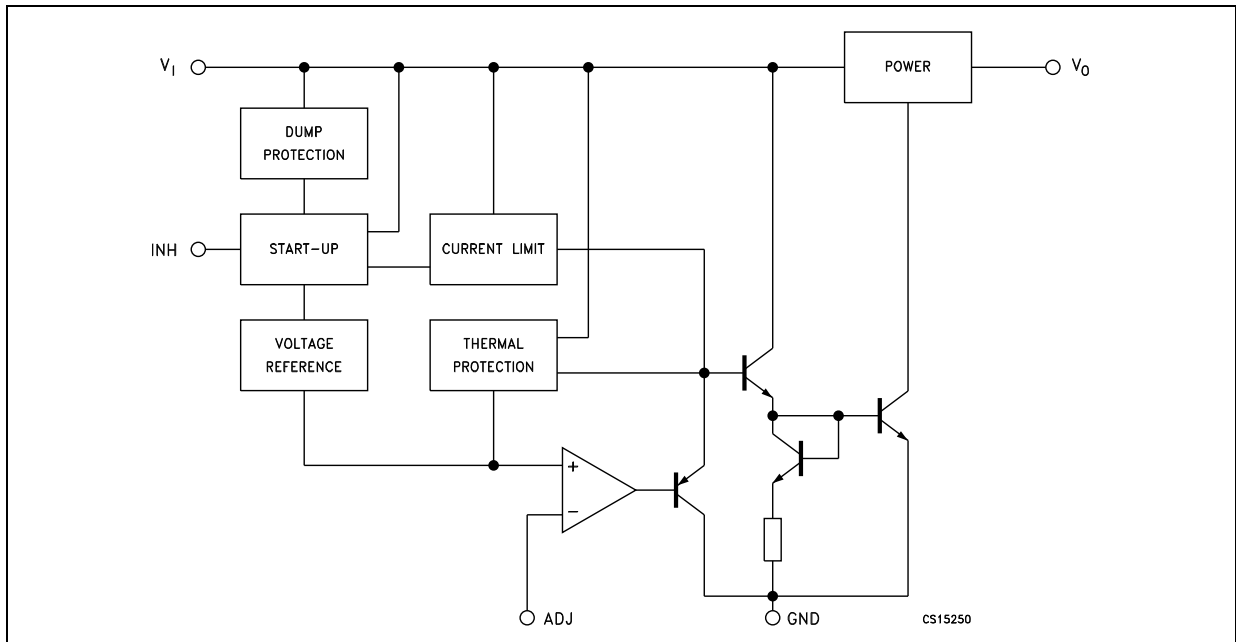 V_I
POWER
V_O
DUMP
PROTECTION
INH
START-UP
CURRENT LIMIT
VOLTAGE
REFERENCE
THERMAL
PROTECTION
+
−
ADJ
GND
CS15250